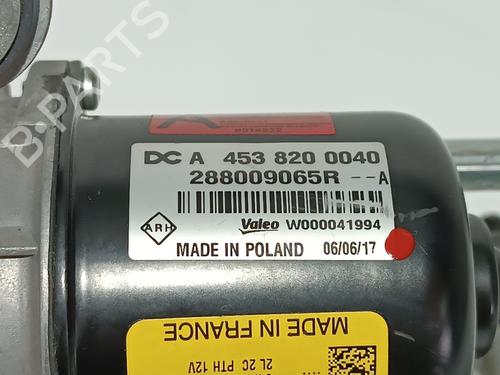 B-PARTS
DC A 453 820 0040
288009065R --A
ARH Valeo W000041994
MADE IN POLAND 06/06/17
MADE IN FRANCE
2L 2C PTH 12V